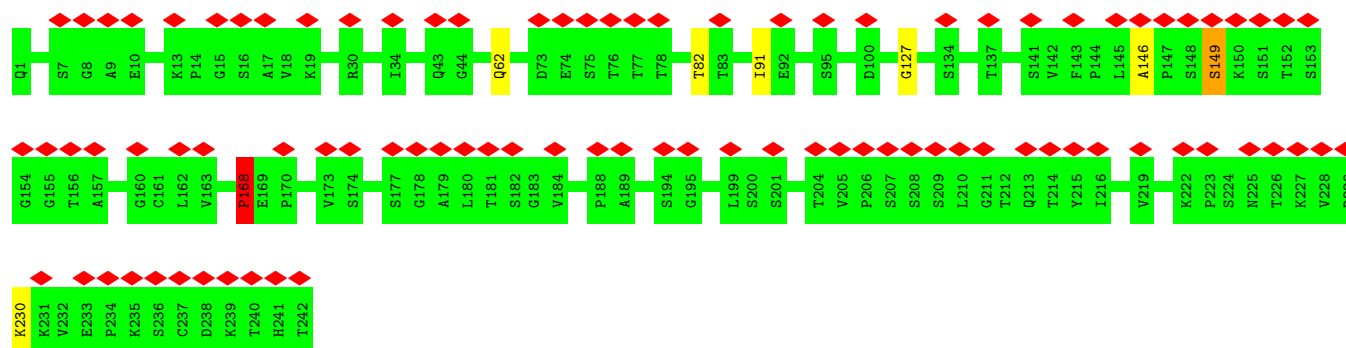 Q1 S7 G8 A9 E10 K13 P14 G15 S16 A17 V18 K19 R30 I34 Q43 G44 Q62 D73 E74 S75 T76 T77 T78 T82 T83 I91 E92 S95 D100 G127 S134 T137 S141 V142 F143 P144 L145 A146 P147 S148 S149 K150 S151 T152 S153
G154 G155 T156 A157 G160 C161 L162 V163 P168 E169 P170 V173 S174 S177 G178 A179 L180 T181 S182 G183 V184 P188 A189 S194 G195 L199 S200 S201 T204 V205 P206 S207 S208 S209 L210 G211 T212 Q213 T214 Y215 I216 V219 K222 P223 S224 N225 T226 K227 V228
K230 K231 V232 E233 P234 K235 S236 C237 D238 K239 T240 H241 T242